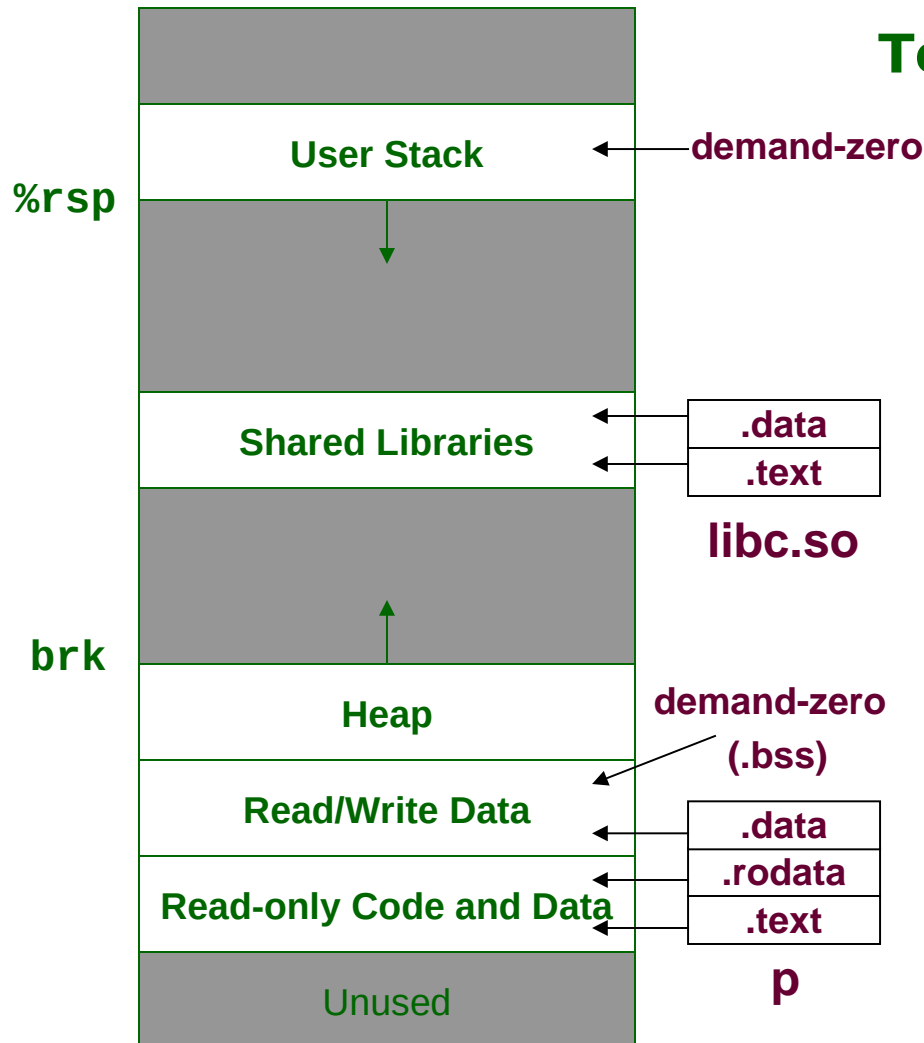 To
User Stack
demand-zero
%rsp
Shared Libraries
.data
.text
libc.so
brk
Heap
demand-zero
(.bss)
Read/Write Data
.data
.rodata
Read-only Code and Data
.text
p
Unused